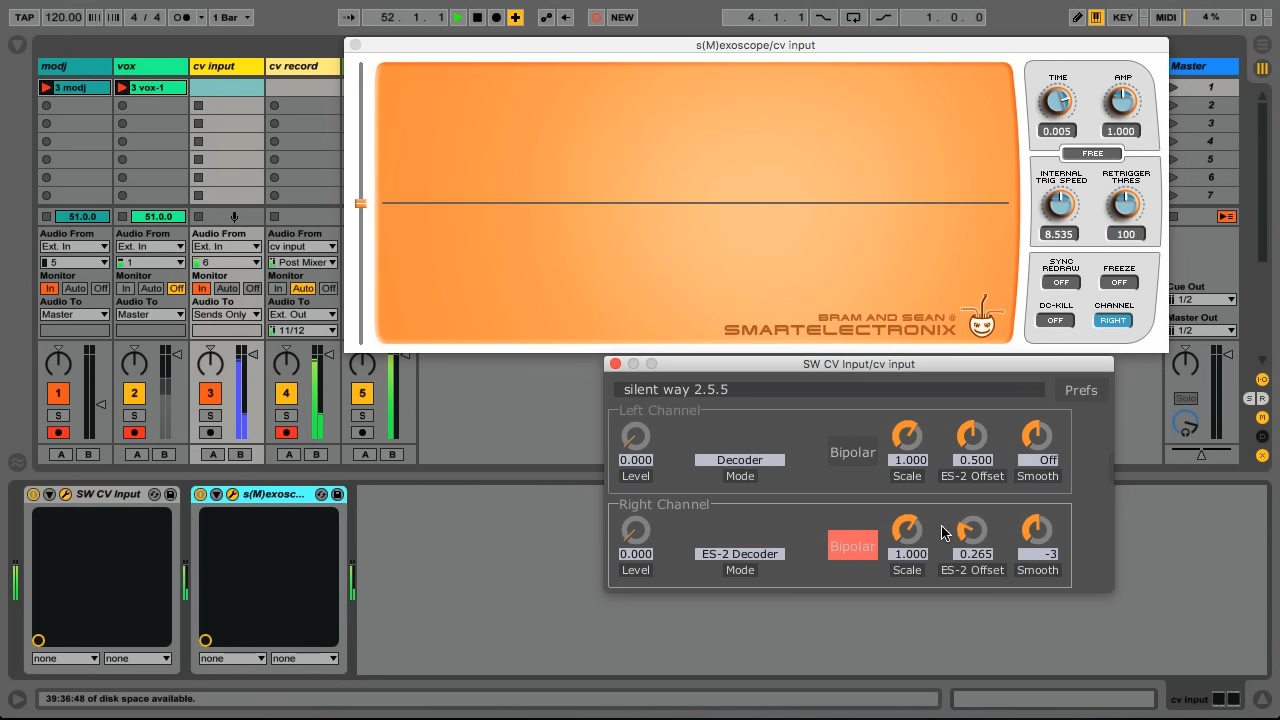 TAP 120.00 4 / 4 1 Bar 52 . 1 . 1 NEW 4 . 1 . 1 1 . 0 . 0 KEY MIDI 4 % D
s(M)exoscope/cv input
modj vox cv input cv record Master
3 modj 3 vox-1 1
2
3
4
5
6
7
TIME AMP
0.005 1.000
FREE
INTERNAL TRIG SPEED RETRIGGER THRES
8.535 100
SYNC REDRAW FREEZE
OFF OFF
DC-KILL CHANNEL
OFF RIGHT
BRAM AND SEAN @
SMARTELECTRONIX
51.0.0 51.0.0
Audio From Audio From Audio From Audio From
Ext. In Ext. In Ext. In cv input
5 1 6 Post Mixer
Monitor Monitor Monitor Monitor
In Auto Off In Auto Off In Auto Off In Auto Off
Audio To Audio To Audio To Audio To
Master Master Sends Only Ext. Out
11/12
Cue Out
1/2
Master Out
1/2
1 2 3 4 5
S S S S S
Solo
A B A B A B A B A B
S R
M
D
X
SW CV Input/cv input
silent way 2.5.5 Prefs
Left Channel
Bipolar
0.000 Decoder 1.000 0.500 Off
Level Mode Scale ES-2 Offset Smooth
Right Channel
Bipolar
0.000 ES-2 Decoder 1.000 0.265 -3
Level Mode Scale ES-2 Offset Smooth
SW CV Input s(M)exosc...
none none none none
39:36:48 of disk space available. cv input